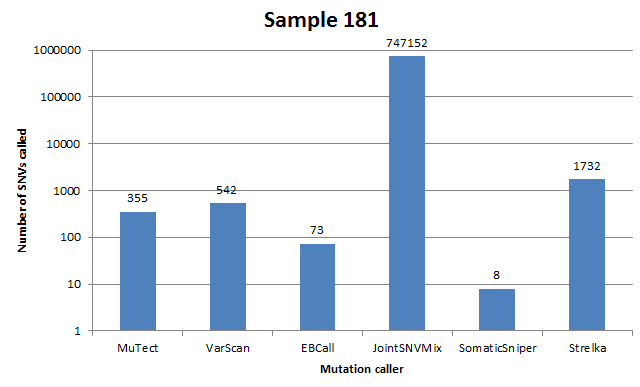 Sample 181
Number of SNVs called
1000000
100000
10000
1000
100
10
1
355
542
73
747152
8
1732
MuTect
VarScan
EBCall
JointSNVMix
SomaticSniper
Strelka
Mutation caller